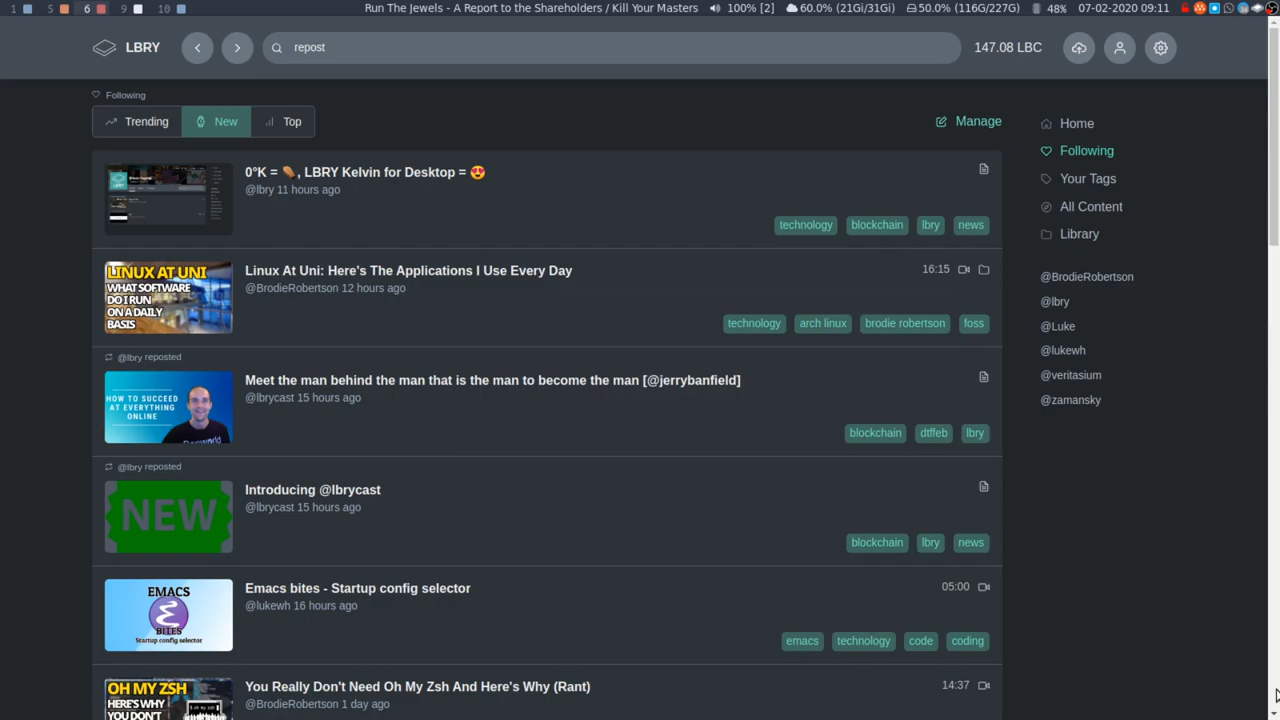 1 5 6 9 10 Run The Jewels - A Report to the Shareholders / Kill Your Masters 100% [2] 60.0% (21Gi/31Gi) 50.0% (116G/227G) 48% 07-02-2020 09:11
LBRY repost 147.08 LBC
Following
Trending New Top Manage
0°K = ⚰️, LBRY Kelvin for Desktop = 😍
@lbry 11 hours ago
technology blockchain lbry news
LINUX AT UNI
WHAT SOFTWARE
DO I RUN
ON A DAILY
BASIS
Linux At Uni: Here's The Applications I Use Every Day
16:15
@BrodieRobertson 12 hours ago
technology arch linux brodie robertson foss
@lbry reposted
HOW TO SUCCEED
AT EVERYTHING
ONLINE
Meet the man behind the man that is the man to become the man [@jerrybanfield]
@lbrycast 15 hours ago
blockchain dtffeb lbry
@lbry reposted
NEW
Introducing @lbrycast
@lbrycast 15 hours ago
blockchain lbry news
EMACS
BITES
Startup config selector
Emacs bites - Startup config selector
05:00
@lukewh 16 hours ago
emacs technology code coding
OH MY ZSH
HERE'S WHY
YOU DON'T
You Really Don't Need Oh My Zsh And Here's Why (Rant)
14:37
@BrodieRobertson 1 day ago
Home
Following
Your Tags
All Content
Library
@BrodieRobertson
@lbry
@Luke
@lukewh
@veritasium
@zamansky